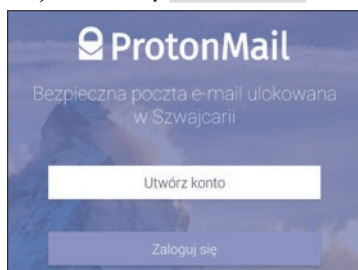 ProtonMail
Bezpieczna poczta e-mail ulokowana
w Szwajcarii
Utwórz konto
Zaloguj się